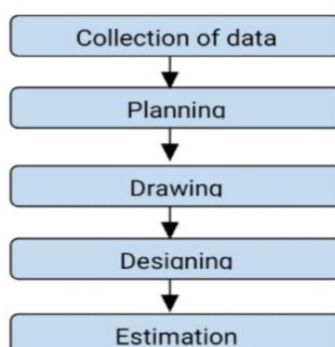 Collection of data
Planning
Drawing
Designing
Estimation